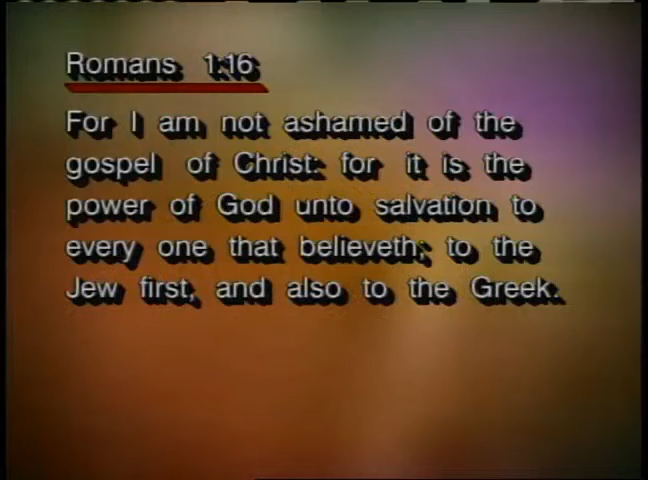 Romans 1:16
For I am not ashamed of the
gospel of Christ: for it is the
power of God unto salvation to
every one that believeth; to the
Jew first, and also to the Greek.